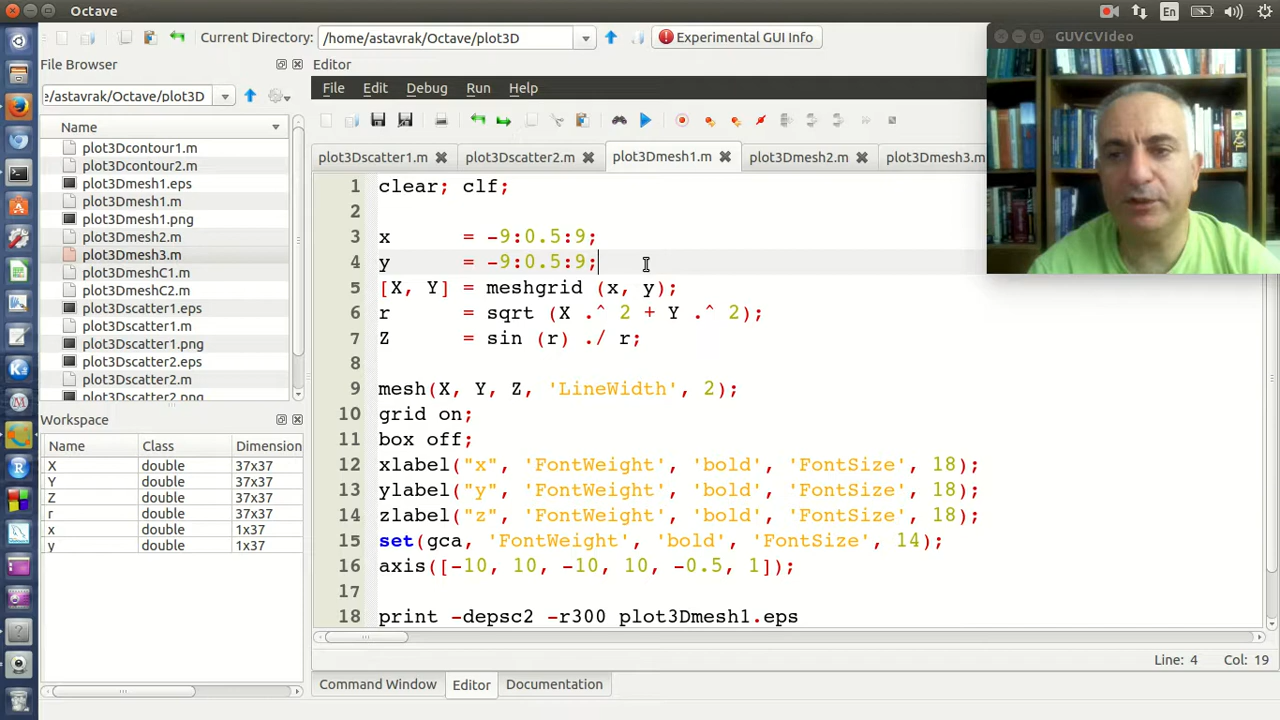 Octave
En
Current Directory:
/home/astavrak/Octave/plot3D
Experimental GUI Info
GUVCVIdeo
File Browser
e/astavrak/Octave/plot3D
Name
plot3Dcontour1.m
plot3Dcontour2.m
plot3Dmesh1.eps
plot3Dmesh1.m
plot3Dmesh1.png
plot3Dmesh2.m
plot3Dmesh3.m
plot3DmeshC1.m
plot3DmeshC2.m
plot3Dscatter1.eps
plot3Dscatter1.m
plot3Dscatter1.png
plot3Dscatter2.eps
plot3Dscatter2.m
plot3Dscatter2.png
Workspace
Name Class Dimension
X double 37x37
Y double 37x37
Z double 37x37
r double 37x37
x double 1x37
y double 1x37
Editor
File Edit Debug Run Help
plot3Dscatter1.m plot3Dscatter2.m plot3Dmesh1.m plot3Dmesh2.m plot3Dmesh3.m
1 clear; clf;
2
3 x = -9:0.5:9;
4 y = -9:0.5:9;
5 [X, Y] = meshgrid (x, y);
6 r = sqrt (X .^ 2 + Y .^ 2);
7 Z = sin (r) ./ r;
8
9 mesh(X, Y, Z, 'LineWidth', 2);
10 grid on;
11 box off;
12 xlabel("x", 'FontWeight', 'bold', 'FontSize', 18);
13 ylabel("y", 'FontWeight', 'bold', 'FontSize', 18);
14 zlabel("z", 'FontWeight', 'bold', 'FontSize', 18);
15 set(gca, 'FontWeight', 'bold', 'FontSize', 14);
16 axis([-10, 10, -10, 10, -0.5, 1]);
17
18 print -depsc2 -r300 plot3Dmesh1.eps
Line: 4 Col: 19
Command Window Editor Documentation